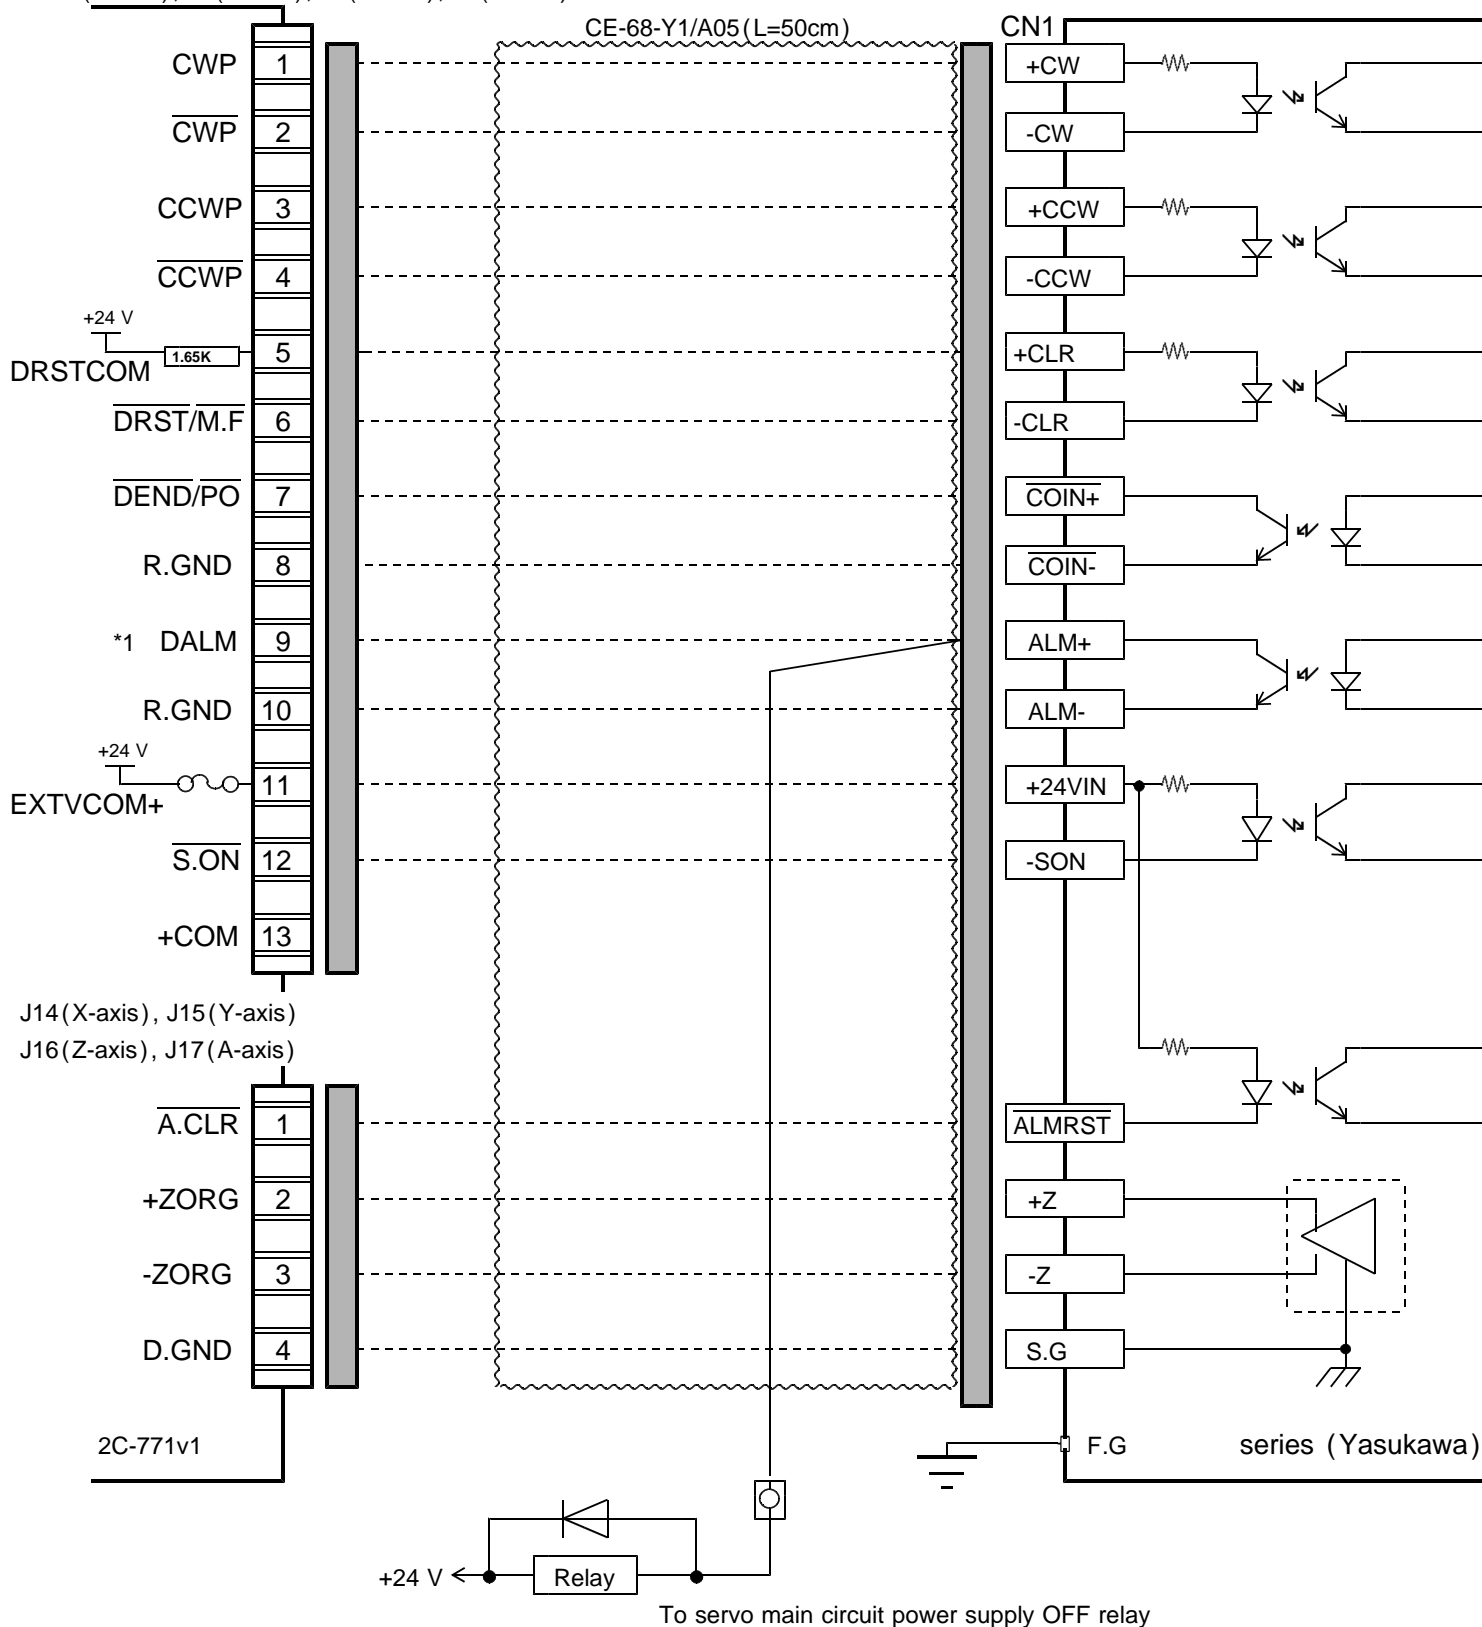 CE-68-Y1/A05(L=50cm)
CN1
CWP 1 +CW
CWP 2 -CW
CCWP 3 +CCW
CCWP 4 -CCW
+24 V
DRSTCOM 1.65K 5 +CLR
DRST/M.F 6 -CLR
DEND/PO 7 COIN+
R.GND 8 COIN-
*1 DALM 9 ALM+
R.GND 10 ALM-
+24 V
EXTVCOM+ 11 +24VIN
S.ON 12 -SON
+COM 13
J14(X-axis), J15(Y-axis)
J16(Z-axis), J17(A-axis)
A.CLR 1 ALMRST
+ZORG 2 +Z
-ZORG 3 -Z
D.GND 4 S.G
2C-771v1
F.G
series (Yasukawa)
+24 V Relay
To servo main circuit power supply OFF relay